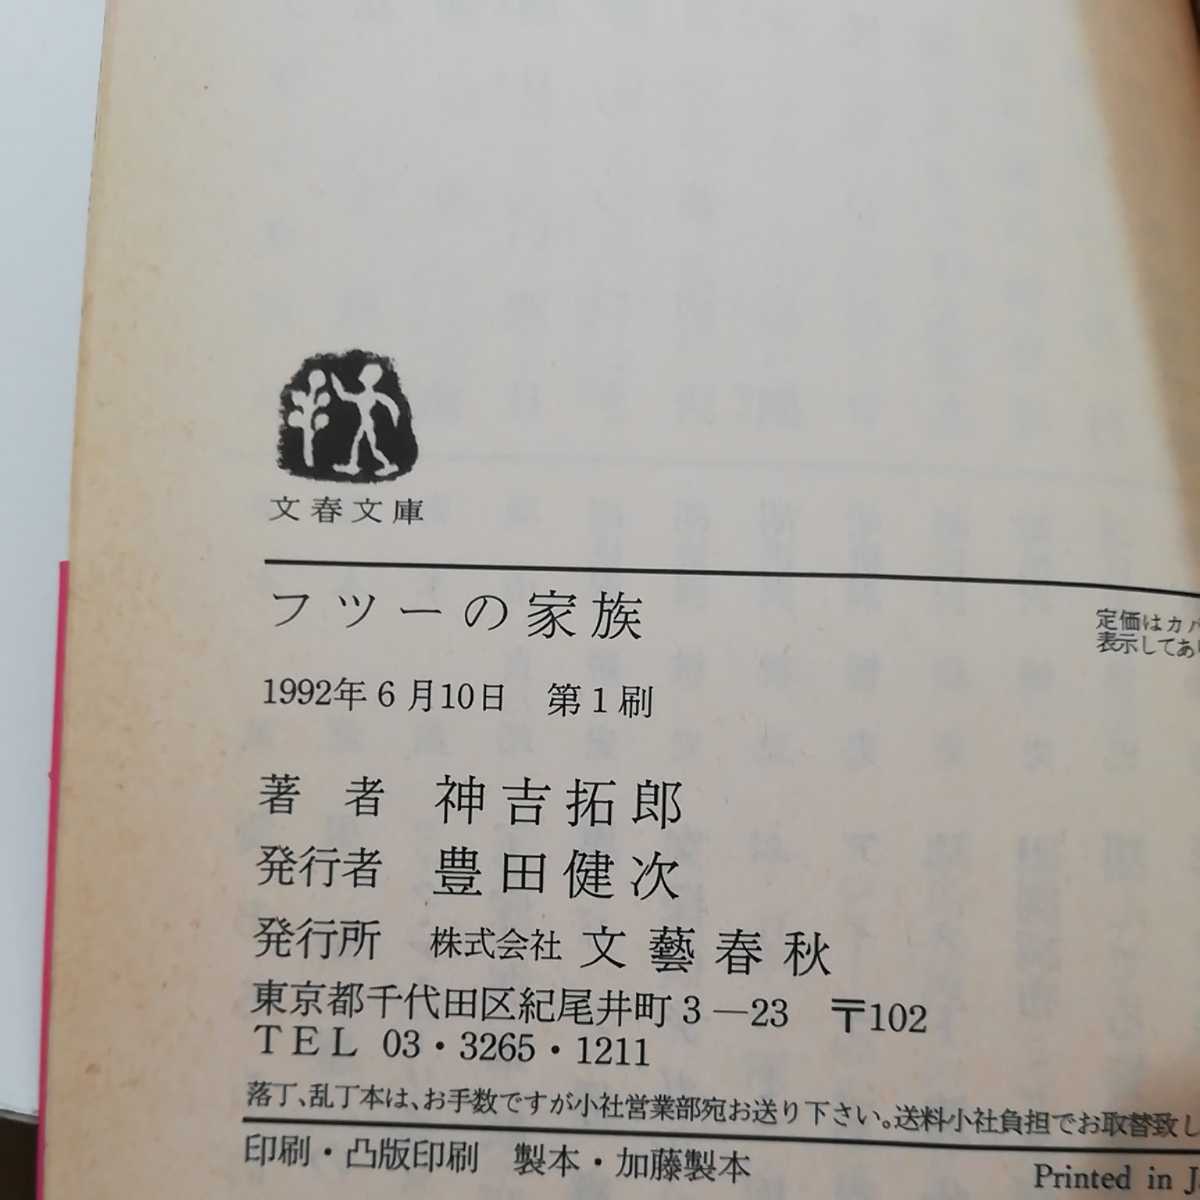 文春文庫
フツーの家族
定価はカバ
表示してあり
1992年6月10日 第1刷
著者 神吉拓郎
発行者 豊田健次
発行所 株式会社 文藝春秋
東京都千代田区紀尾井町3—23 〒102
TEL 03・3265・1211
落丁、乱丁本は、お手数ですが小社営業部宛お送り下さい。送料小社負担でお取替致し
印刷・凸版印刷 製本・加藤製本
Printed in J